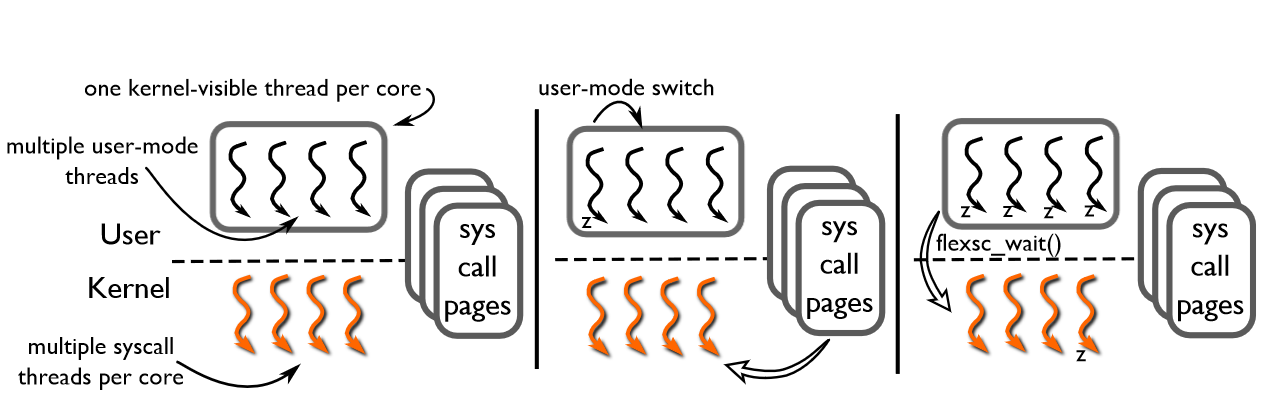 one kernel-visible thread per core
multiple user-mode
threads
User
Kernel
multiple syscall
threads per core
sys
call
pages
user-mode switch
z
sys
call
pages
z
z
z
z
flexsc_wait()
z
sys
call
pages